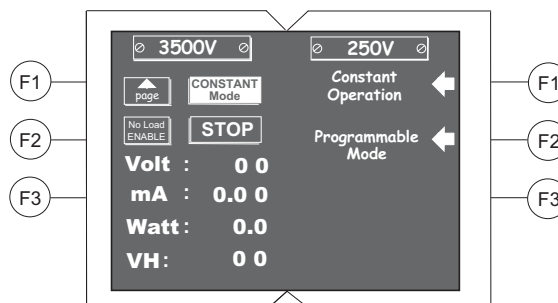 3500V
250V
F1
page
CONSTANT
Mode
Constant
Operation
F1
F2
No Load
ENABLE
STOP
Programmable
Mode
F2
F3
Volt : 0 0
mA : 0.0 0
Watt : 0.0
VH : 0 0
F3